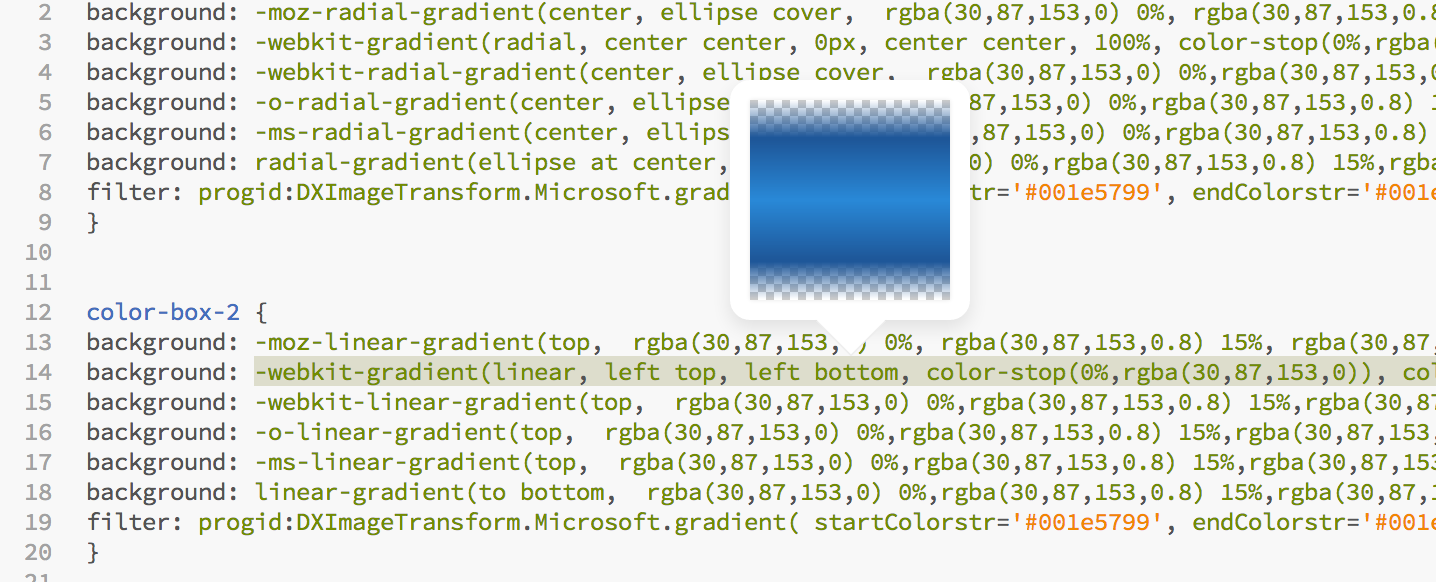 2 background: -moz-radial-gradient(center, ellipse cover,  rgba(30,87,153,0) 0%, rgba(30,87,153,0.8
3 background: -webkit-gradient(radial, center center, 0px, center center, 100%, color-stop(0%,rgba(
4 background: -webkit-radial-gradient(center, ellipse cover,  rgba(30,87,153,0) 0%,rgba(30,87,153,0
5 background: -o-radial-gradient(center, ellipse 87,153,0) 0%,rgba(30,87,153,0.8) 1
6 background: -ms-radial-gradient(center, ellips ,87,153,0) 0%,rgba(30,87,153,0.8)
7 background: radial-gradient(ellipse at center, 0) 0%,rgba(30,87,153,0.8) 15%,rgba
8 filter: progid:DXImageTransform.Microsoft.grad tr='#001e5799', endColorstr='#001e
9 }
10
11
12 color-box-2 {
13 background: -moz-linear-gradient(top,  rgba(30,87,153, ) 0%, rgba(30,87,153,0.8) 15%, rgba(30,87,
14 background: -webkit-gradient(linear, left top, left bottom, color-stop(0%,rgba(30,87,153,0)), col
15 background: -webkit-linear-gradient(top,  rgba(30,87,153,0) 0%,rgba(30,87,153,0.8) 15%,rgba(30,87
16 background: -o-linear-gradient(top,  rgba(30,87,153,0) 0%,rgba(30,87,153,0.8) 15%,rgba(30,87,153,
17 background: -ms-linear-gradient(top,  rgba(30,87,153,0) 0%,rgba(30,87,153,0.8) 15%,rgba(30,87,153
18 background: linear-gradient(to bottom,  rgba(30,87,153,0) 0%,rgba(30,87,153,0.8) 15%,rgba(30,87,1
19 filter: progid:DXImageTransform.Microsoft.gradient( startColorstr='#001e5799', endColorstr='#001e
20 }
21